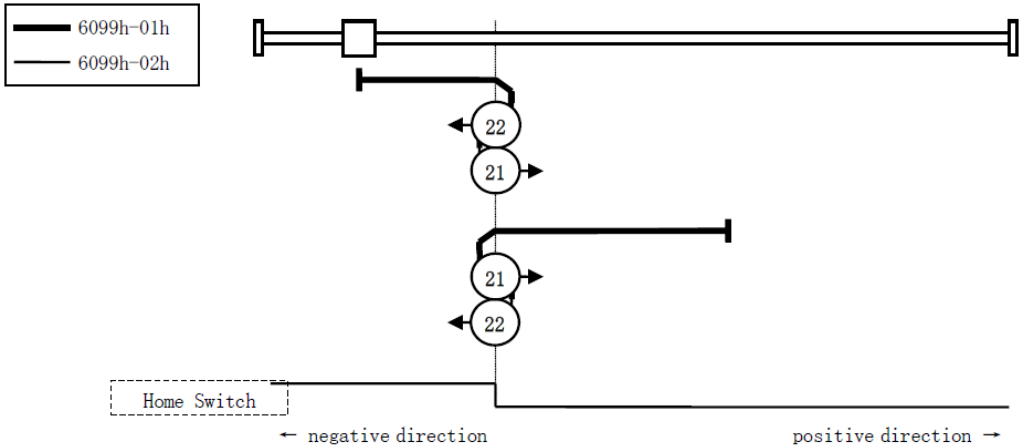 6099h-01h
6099h-02h
22
21
21
22
Home Switch
← negative direction
positive direction →